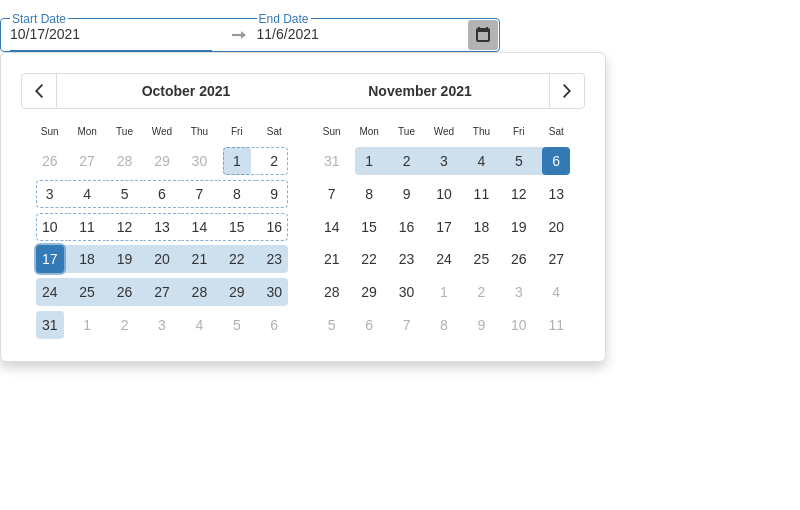 Start Date End Date
10/17/2021 11/6/2021
October 2021 November 2021
Sun Mon Tue Wed Thu Fri Sat Sun Mon Tue Wed Thu Fri Sat
26 27 28 29 30 1 2 31 1 2 3 4 5 6
3 4 5 6 7 8 9 7 8 9 10 11 12 13
10 11 12 13 14 15 16 14 15 16 17 18 19 20
17 18 19 20 21 22 23 21 22 23 24 25 26 27
24 25 26 27 28 29 30 28 29 30 1 2 3 4
31 1 2 3 4 5 6 5 6 7 8 9 10 11